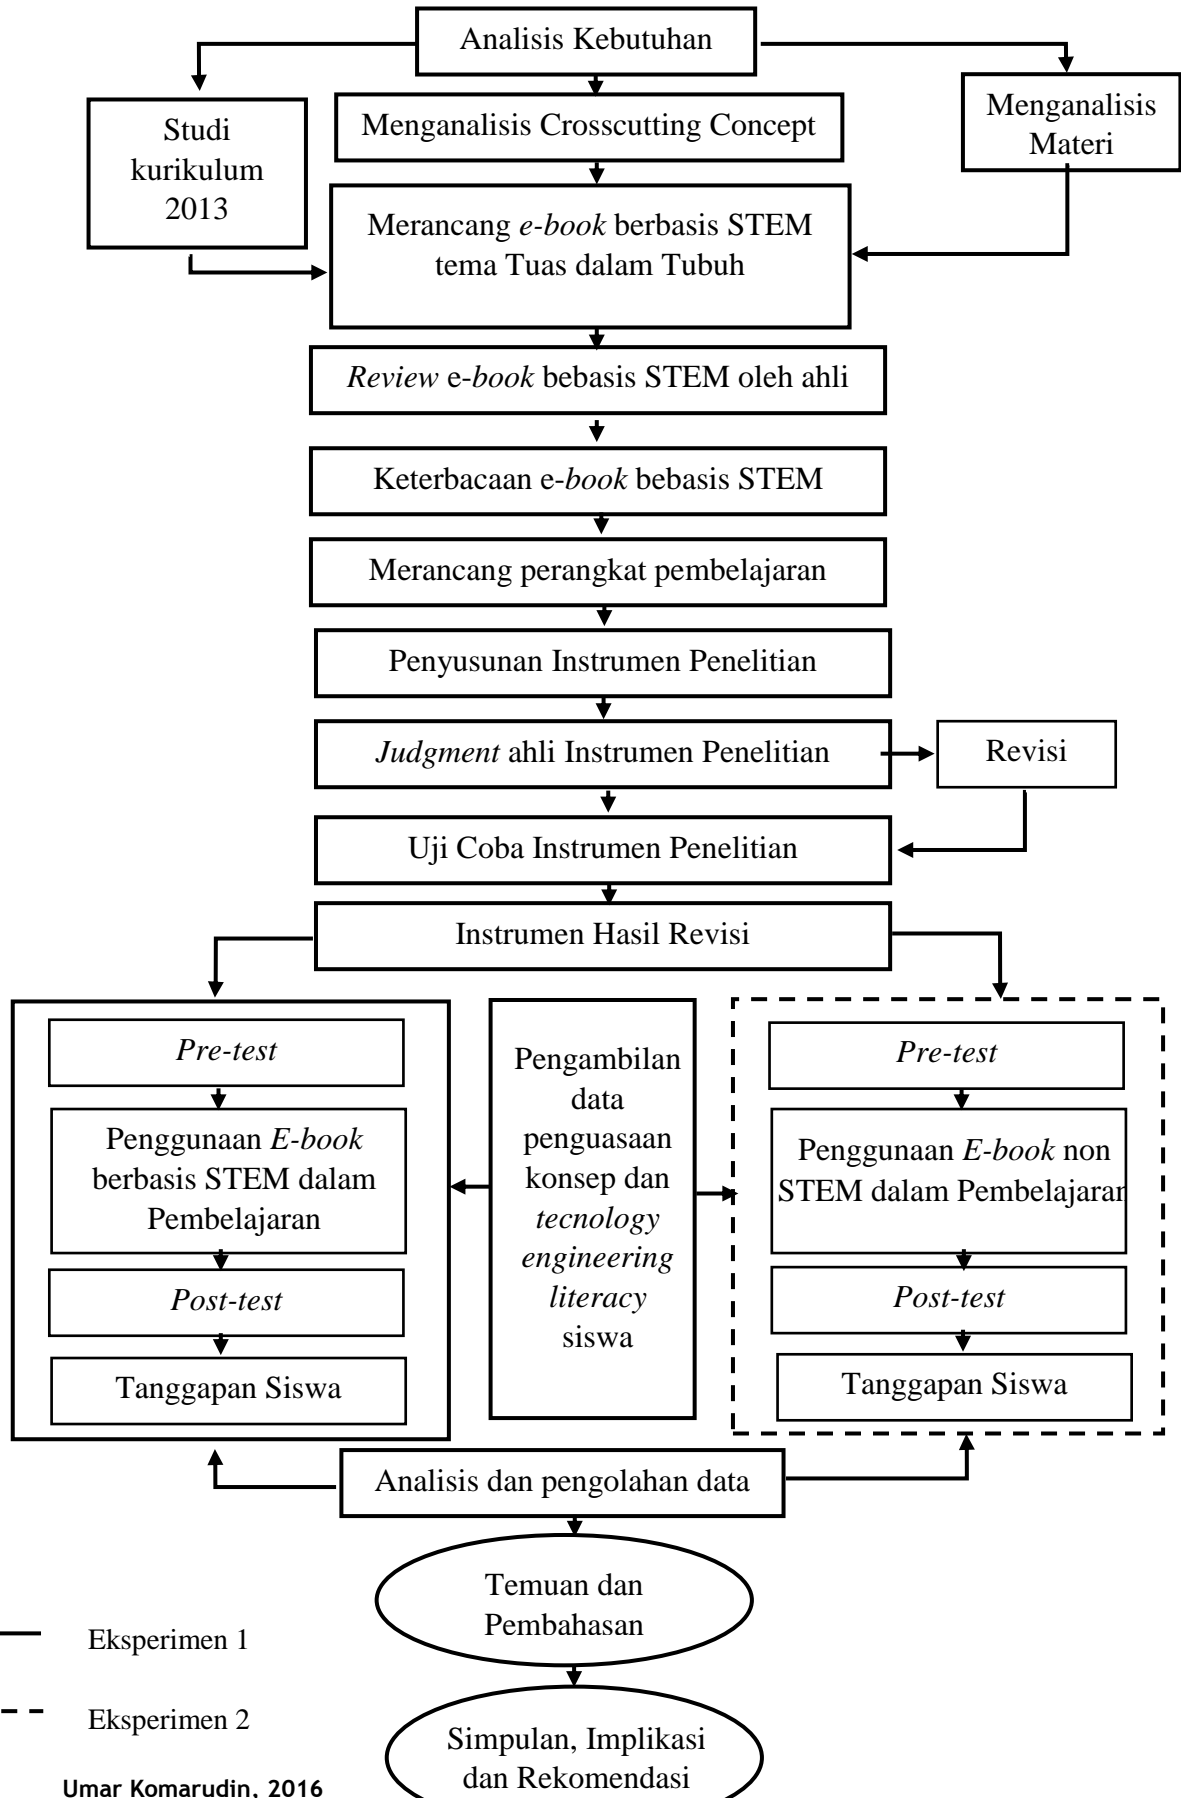 Analisis Kebutuhan
Studi
kurikulum
2013
Menganalisis Crosscutting Concept
Menganalisis
Materi
Merancang e-book berbasis STEM
tema Tuas dalam Tubuh
Review e-book bebasis STEM oleh ahli
Keterbacaan e-book bebasis STEM
Merancang perangkat pembelajaran
Penyusunan Instrumen Penelitian
Judgment ahli Instrumen Penelitian
Revisi
Uji Coba Instrumen Penelitian
Instrumen Hasil Revisi
Pre-test
Penggunaan E-book
berbasis STEM dalam
Pembelajaran
Post-test
Tanggapan Siswa
Pengambilan
data
penguasaan
konsep dan
tecnology
engineering
literacy
siswa
Pre-test
Penggunaan E-book non
STEM dalam Pembelajaran
Post-test
Tanggapan Siswa
Analisis dan pengolahan data
Temuan dan
Pembahasan
Simpulan, Implikasi
dan Rekomendasi
Eksperimen 1
Eksperimen 2
Umar Komarudin, 2016